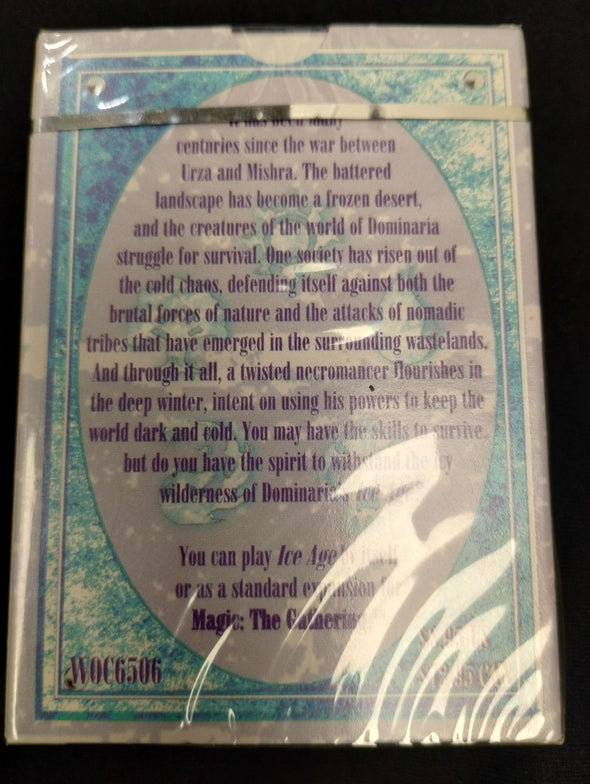 It has been many
centuries since the war between
Urza and Mishra. The battered
landscape has become a frozen desert,
and the creatures of the world of Dominaria
struggle for survival. One society has risen out of
the cold chaos, defending itself against both the
brutal forces of nature and the attacks of nomadic
tribes that have emerged in the surrounding wastelands.
And through it all, a twisted necromancer flourishes in
the deep winter, intent on using his powers to keep the
world dark and cold. You may have the skills to survive,
but do you have the spirit to withstand the icy
wilderness of Dominaria's Ice Age?
You can play Ice Age by itself
or as a standard expansion for
Magic: The Gathering
WOC6506